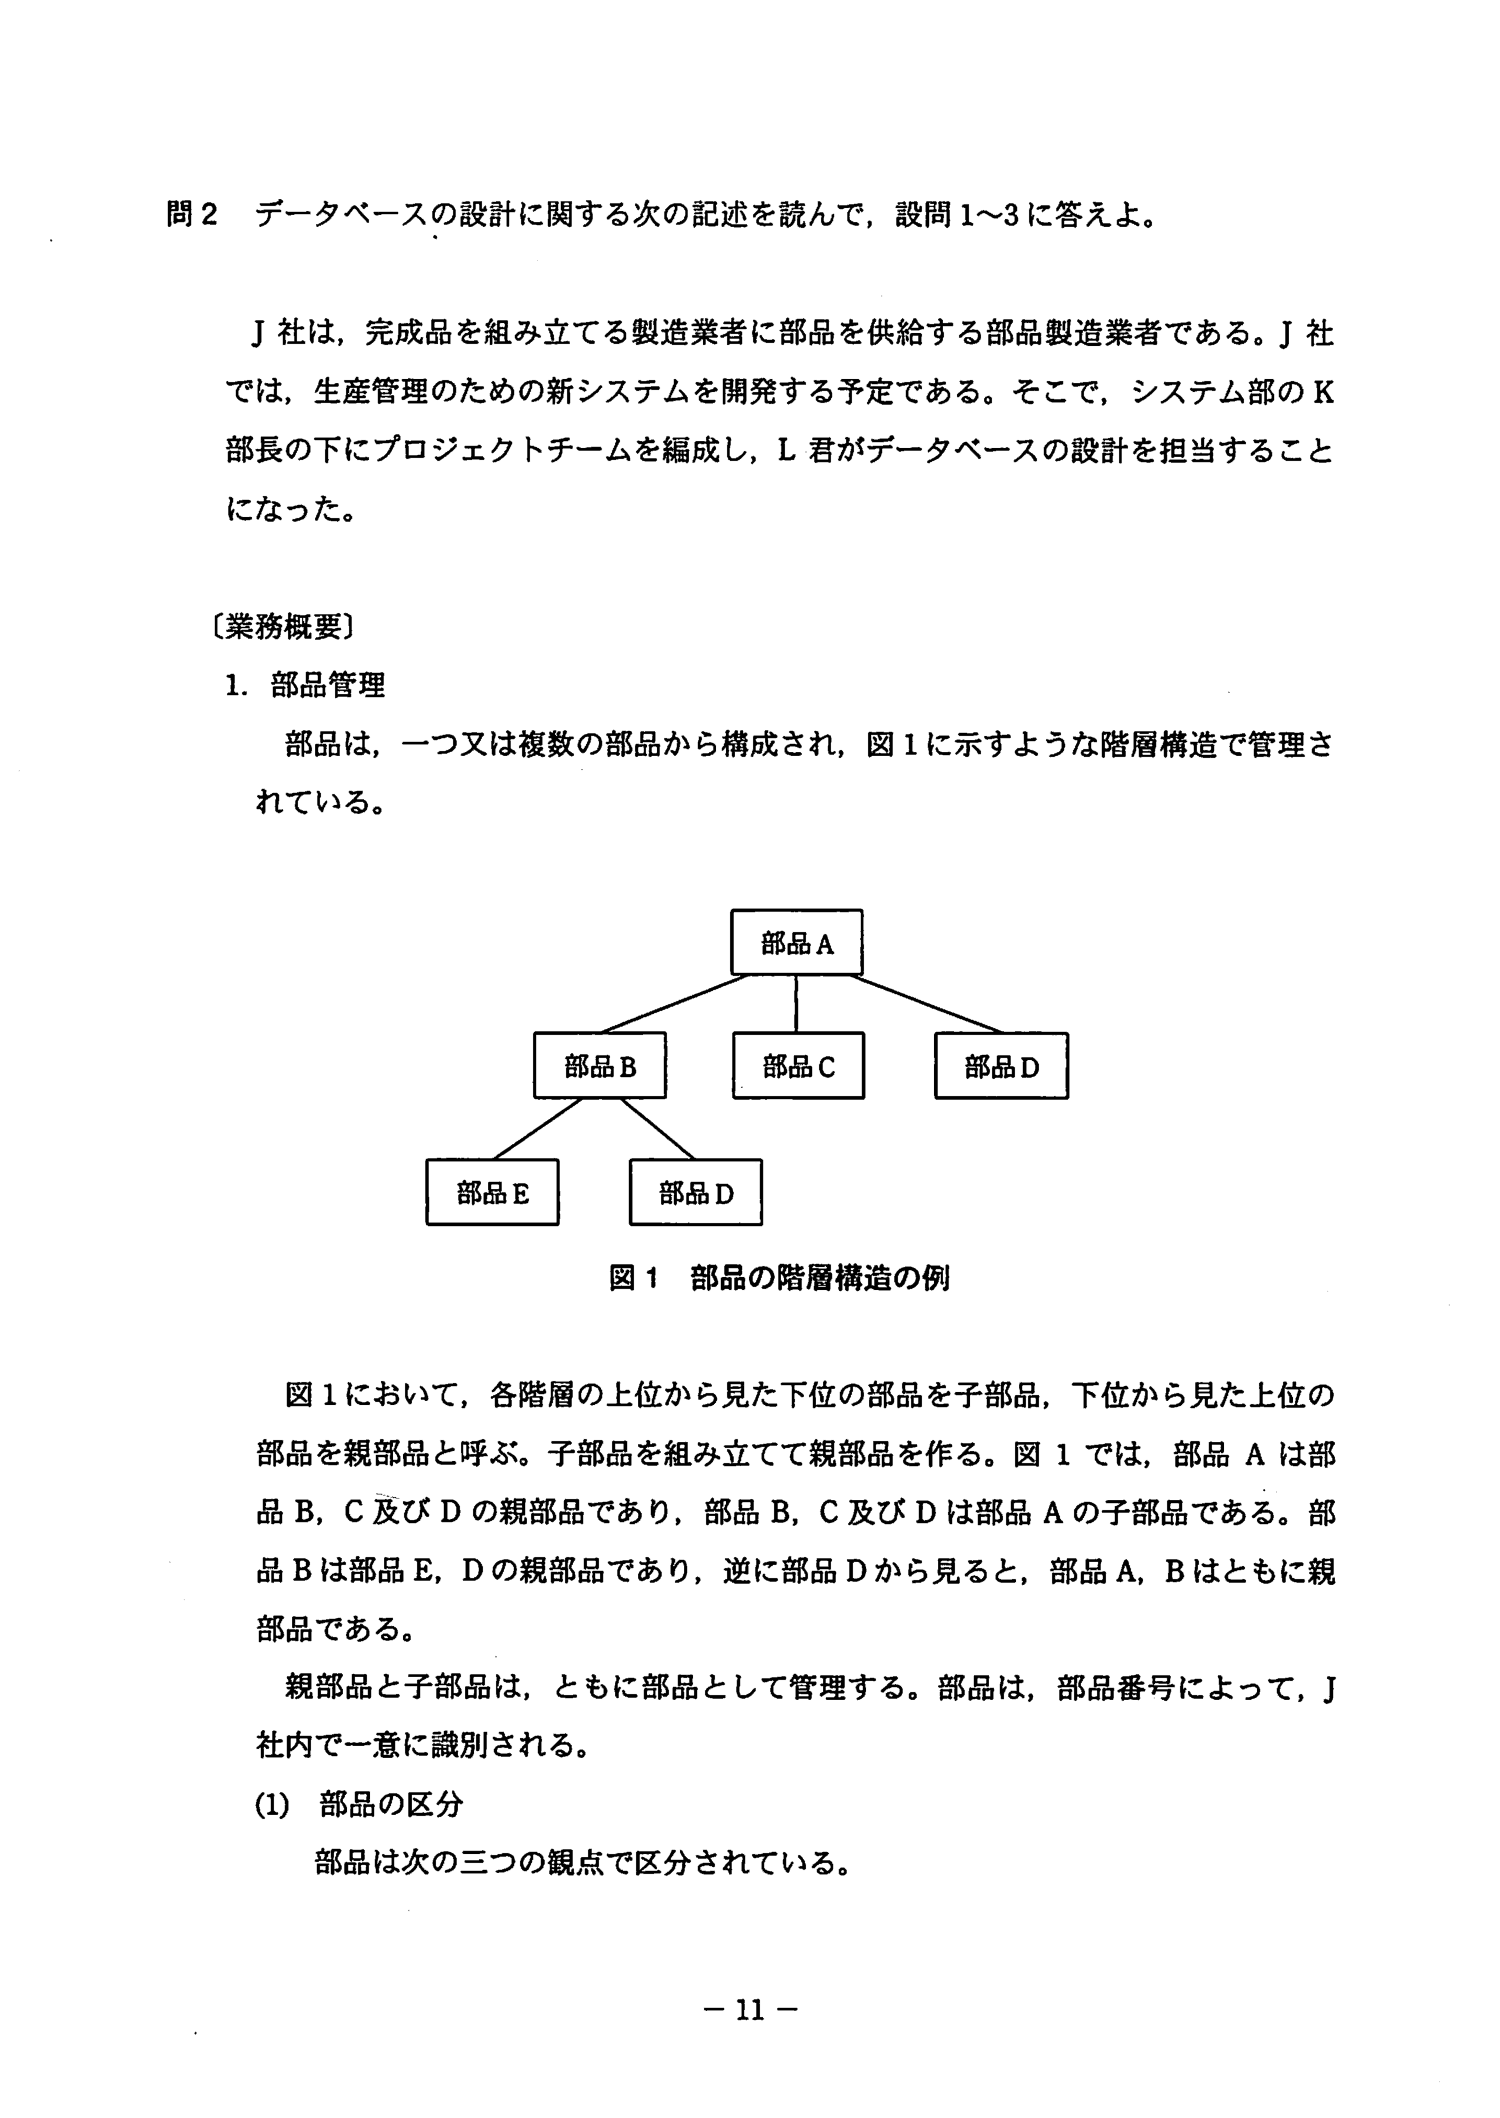 問2　データベースの設計に関する次の記述を読んで，設問1～3に答えよ。
J 社は，完成品を組み立てる製造業者に部品を供給する部品製造業者である。J 社
では，生産管理のための新システムを開発する予定である。そこで，システム部の K
部長の下にプロジェクトチームを編成し，L 君がデータベースの設計を担当すること
になった。
〔業務概要〕
1. 部品管理
部品は，一つ又は複数の部品から構成され，図1に示すような階層構造で管理さ
れている。
部品A
部品B　部品C　部品D
部品E　部品D
図1　部品の階層構造の例
図1において，各階層の上位から見た下位の部品を子部品，下位から見た上位の
部品を親部品と呼ぶ。子部品を組み立てて親部品を作る。図 1 では，部品 A は部
品 B，C 及び D の親部品であり，部品 B，C 及び D は部品 A の子部品である。部
品 B は部品 E，D の親部品であり，逆に部品 D から見ると，部品 A，B はともに親
部品である。
親部品と子部品は，ともに部品として管理する。部品は，部品番号によって，J
社内で一意に識別される。
(1)　部品の区分
部品は次の三つの観点で区分されている。
－ 11 －